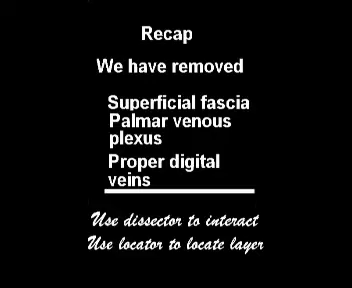 Recap
We have removed
Superficial fascia
Palmar venous
plexus
Proper digital
veins
Use dissector to interact
Use locator to locate layer